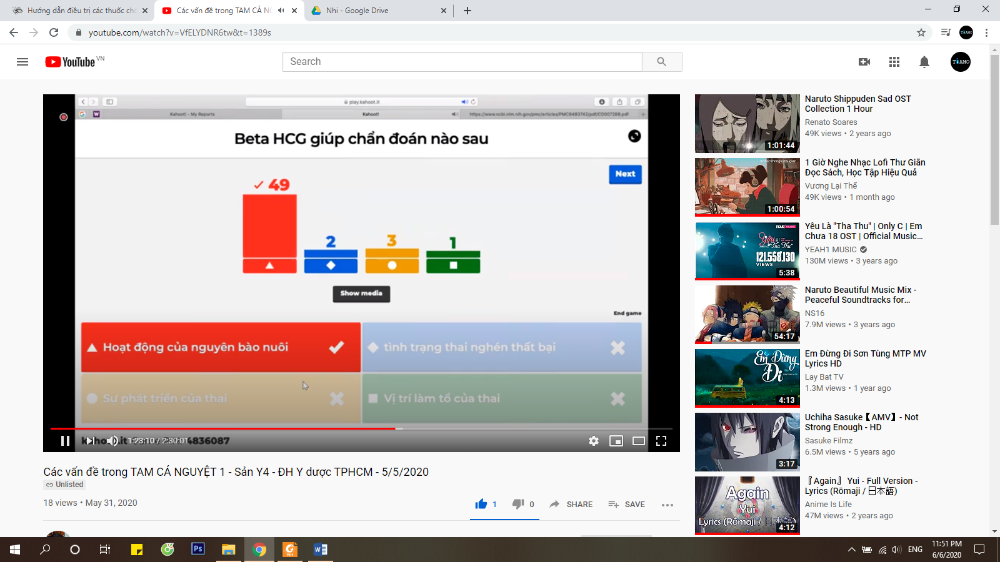 Hướng dẫn điều trị các thuốc chố
Các vấn đề trong TAM CÁ NG
Nhi - Google Drive
youtube.com/watch?v=VfELYDNR6tw&t=1389s
TIAMO
YouTube VN
Search
TIAMO
play.kahoot.it
Kahoot! - My Reports
Kahoot!
https://www.ncbi.nlm.nih.gov/pmc/articles/PMC6483742/pdf/CD007289.pdf
Beta HCG giúp chẩn đoán nào sau
Next
49
2
3
1
Show media
End game
Hoạt động của nguyên bào nuôi
tình trạng thai nghén thất bại
Sự phát triển của thai
Vị trí làm tổ của thai
1:23:10 / 2:30:01
4836087
Các vấn đề trong TAM CÁ NGUYỆT 1 - Sản Y4 - ĐH Y dược TPHCM - 5/5/2020
Unlisted
18 views • May 31, 2020
1
0
SHARE
SAVE
1:01:44
Naruto Shippuden Sad OST
Collection 1 Hour
Renato Soares
49K views • 2 years ago
1:00:54
1 Giờ Nghe Nhạc Lofi Thư Giãn
Đọc Sách, Học Tập Hiệu Quả
Vương Lại Thế
49K views • 1 month ago
YEAH! MUSIC
Yêu là "Tha Thu"
121.558.130
VIEWS
5:38
Yêu Là "Tha Thu" | Only C | Em
Chưa 18 OST | Official Music...
YEAH1 MUSIC
130M views • 3 years ago
54:17
Naruto Beautiful Music Mix -
Peaceful Soundtracks for...
NS16
7.9M views • 3 years ago
Em Đừng
Đi
4:13
Em Đừng Đi Sơn Tùng MTP MV
Lyrics HD
Lay Bat TV
1.3M views • 1 year ago
3:17
Uchiha Sasuke【AMV】- Not
Strong Enough - HD
Sasuke Filmz
6.5M views • 5 years ago
Again
Yui
Lyrics (Rōmaji / 日本語)
4:12
『Again』 Yui - Full Version -
Lyrics (Rōmaji / 日本語)
Anime Is Life
47M views • 2 years ago
Ps
PDF
W
ENG
11:51 PM
6/6/2020